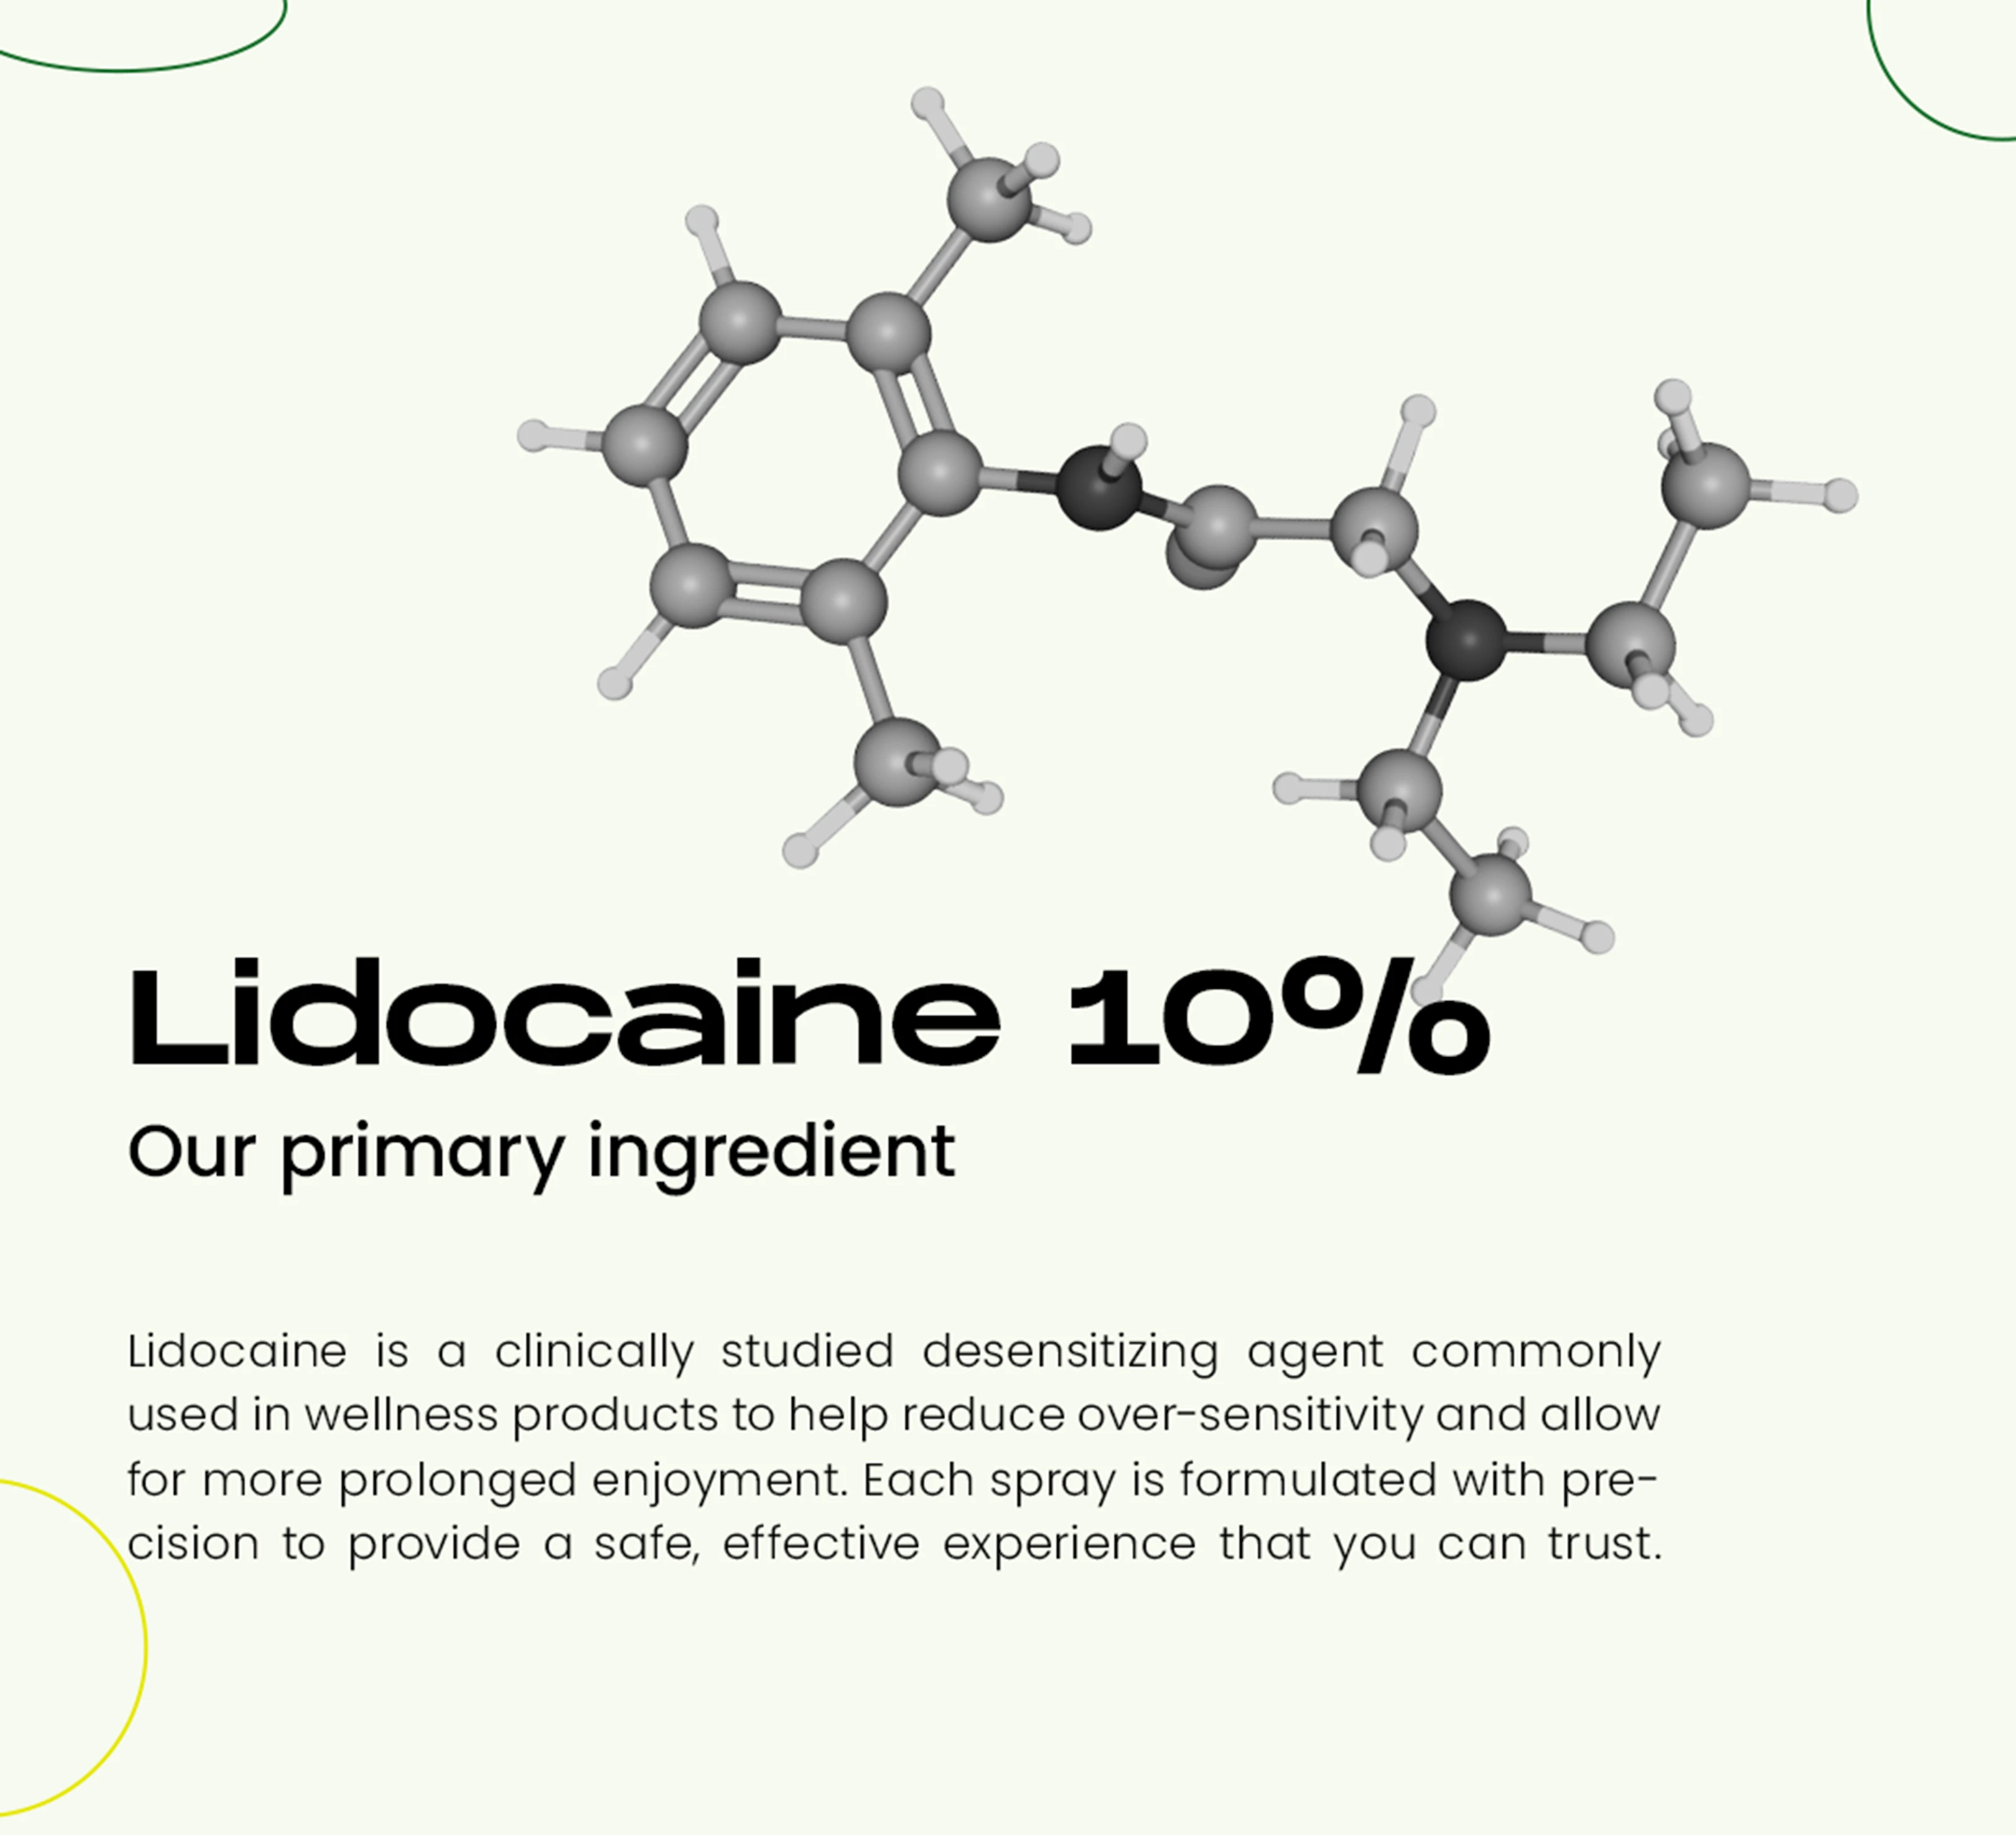 Lidocaine 10%
Our primary ingredient
Lidocaine is a clinically studied desensitizing agent commonly
used in wellness products to help reduce over-sensitivity and allow
for more prolonged enjoyment. Each spray is formulated with pre-
cision to provide a safe, effective experience that you can trust.